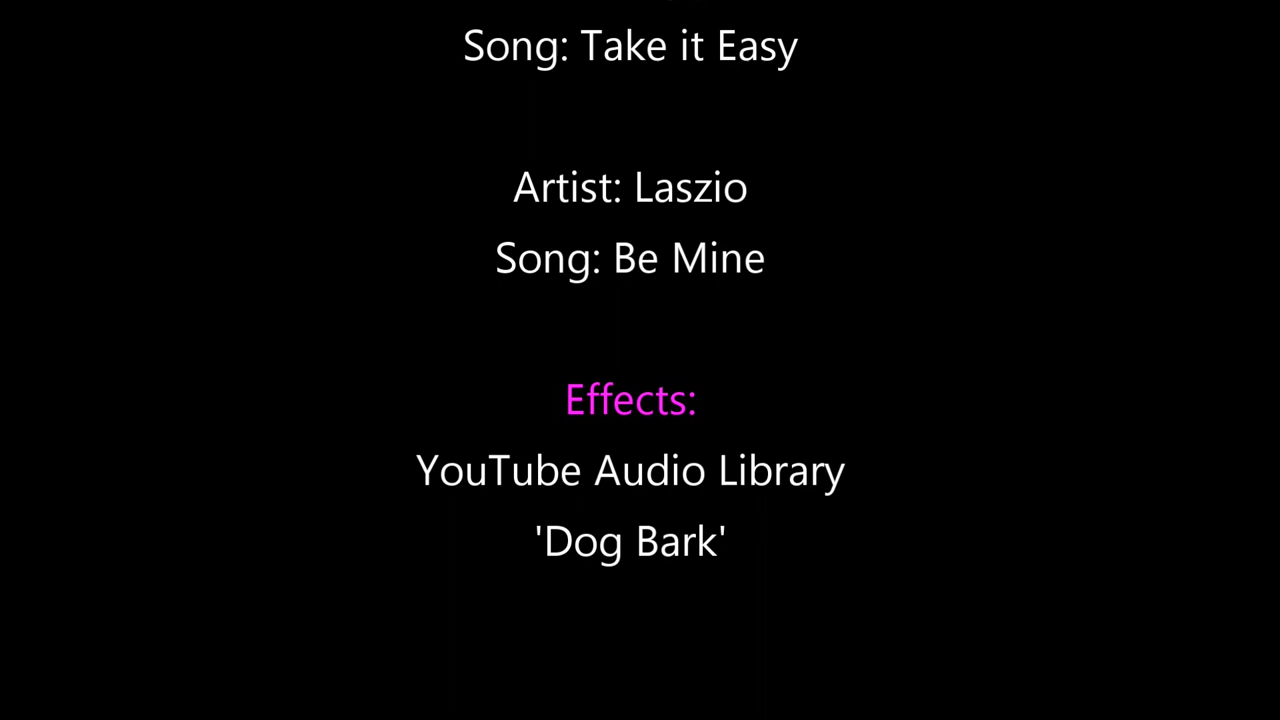 Song: Take it Easy
Artist: Laszio
Song: Be Mine
Effects:
YouTube Audio Library
'Dog Bark'